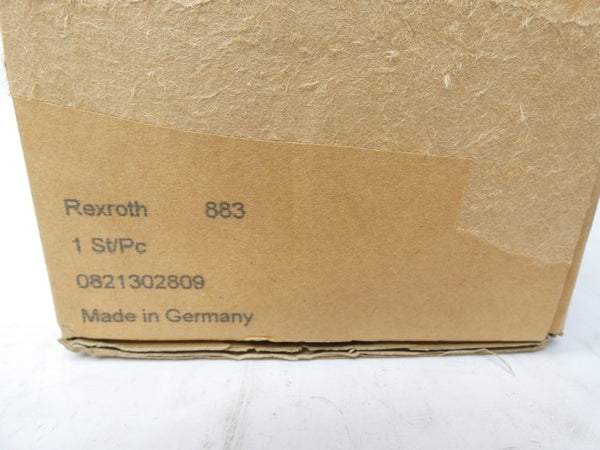 Rexroth 883
1 St/Pc
0821302809
Made in Germany